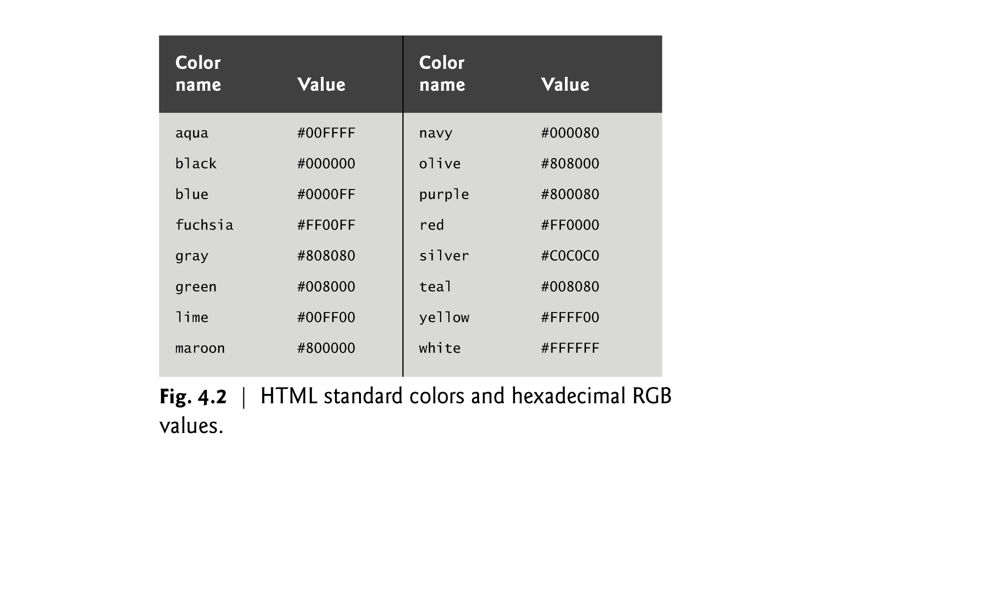 Color name Value Color name Value
aqua #00FFFF navy #000080
black #000000 olive #808000
blue #0000FF purple #800080
fuchsia #FF00FF red #FF0000
gray #808080 silver #C0C0C0
green #008000 teal #008080
lime #00FF00 yellow #FFFF00
maroon #800000 white #FFFFFF
Fig. 4.2 | HTML standard colors and hexadecimal RGB
values.